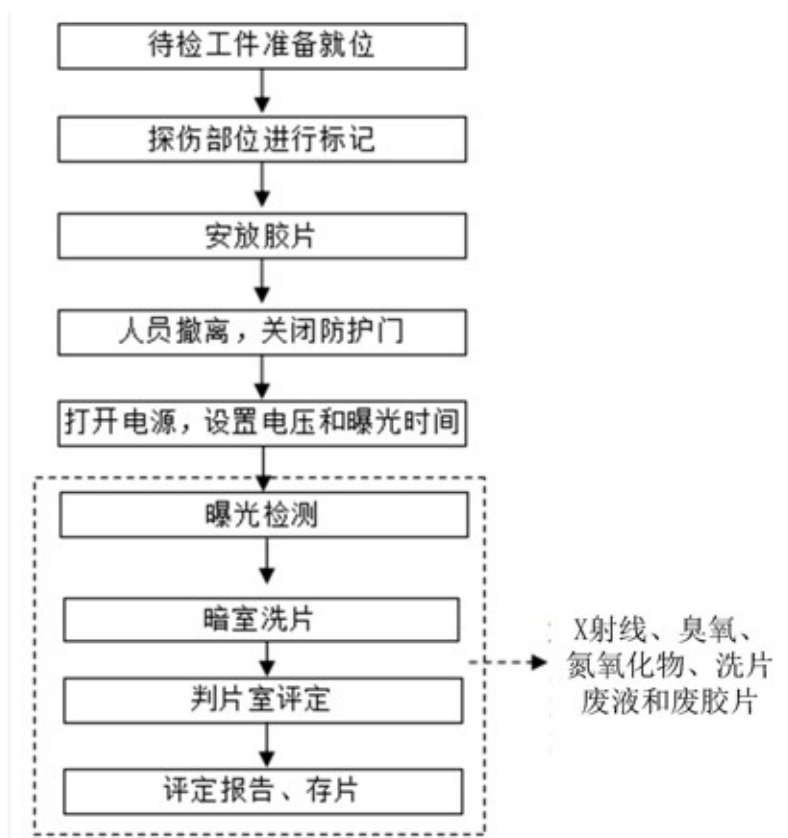 待检工件准备就位
探伤部位进行标记
安放胶片
人员撤离，关闭防护门
打开电源，设置电压和曝光时间
曝光检测
暗室洗片
判片室评定
评定报告、存片
X射线、臭氧、
氮氧化物、洗片
废液和废胶片